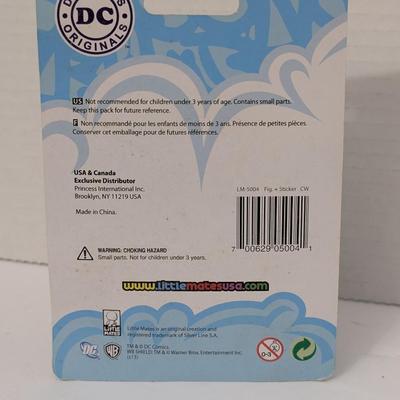 DC
ORIGINALS
US Not recommended for children under 3 years of age. Contains small parts.
Keep this pack for future reference.
F Non recommandé pour les enfants de moins de 3 ans. Présence de petites pièces.
Conserver cet emballage pour de futures références.
USA & Canada
Exclusive Distributor
Princess International Inc.
Brooklyn, NY 11219 USA
Made in China.
LM-5004 Fig. + Sticker CW
7 00629 05004 1
WARNING: CHOKING HAZARD
Small parts. Not for children under 3 years.
www.littlematesusa.com
LITTLE MATES
Little Mates is an original creation and
registered trademark of Silver Line S.A.
0-3
DC
WB
TM & © DC Comics.
WB SHIELD: TM & © Warner Bros. Entertainment Inc.
(s13)